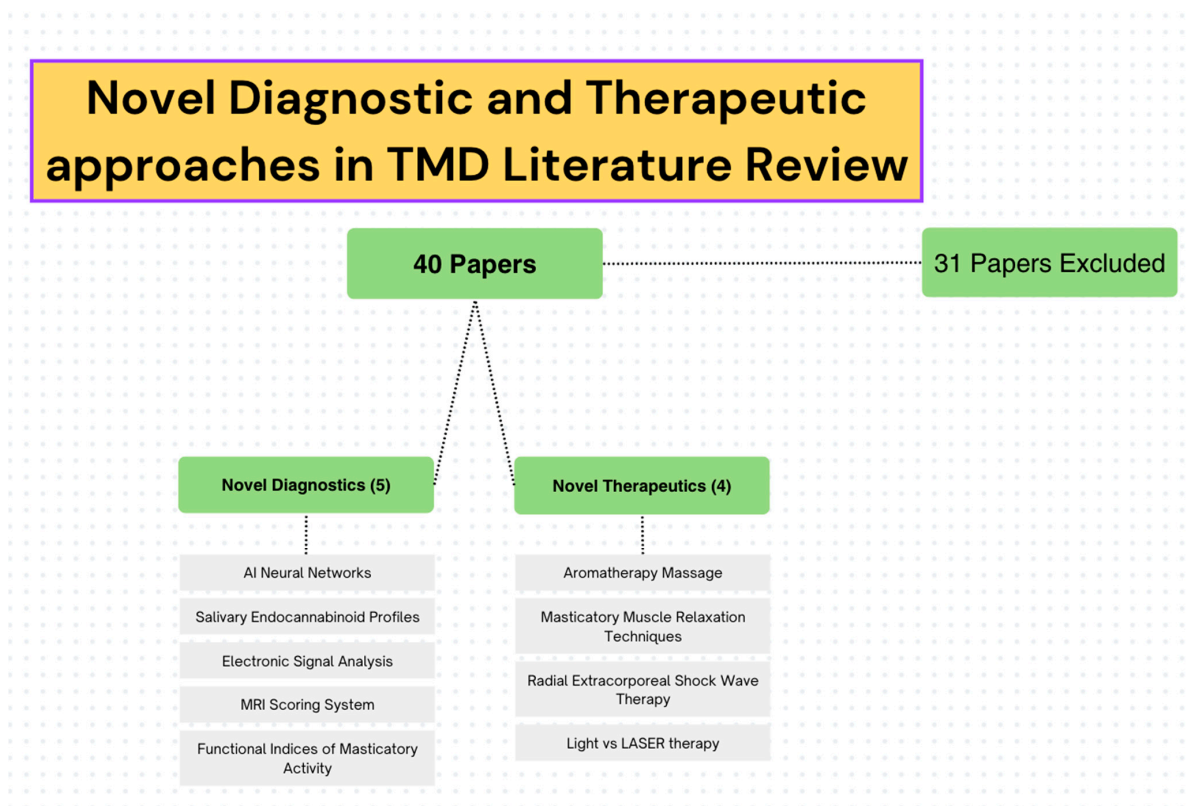 Novel Diagnostic and Therapeutic
approaches in TMD Literature Review
40 Papers
31 Papers Excluded
Novel Diagnostics (5)
AI Neural Networks
Salivary Endocannabinoid Profiles
Electronic Signal Analysis
MRI Scoring System
Functional Indices of Masticatory
Activity
Novel Therapeutics (4)
Aromatherapy Massage
Masticatory Muscle Relaxation
Techniques
Radial Extracorporeal Shock Wave
Therapy
Light vs LASER therapy